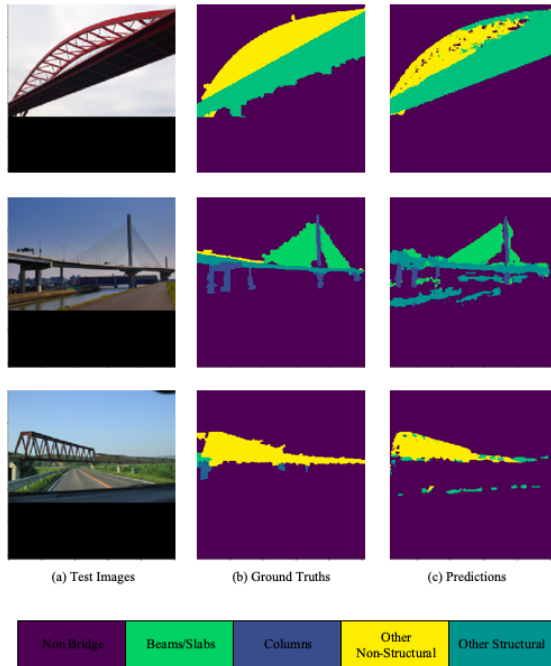 (a) Test Images
(b) Ground Truths
(c) Predictions
Non Bridge
Beams/Slabs
Columns
Other
Non-Structural
Other Structural